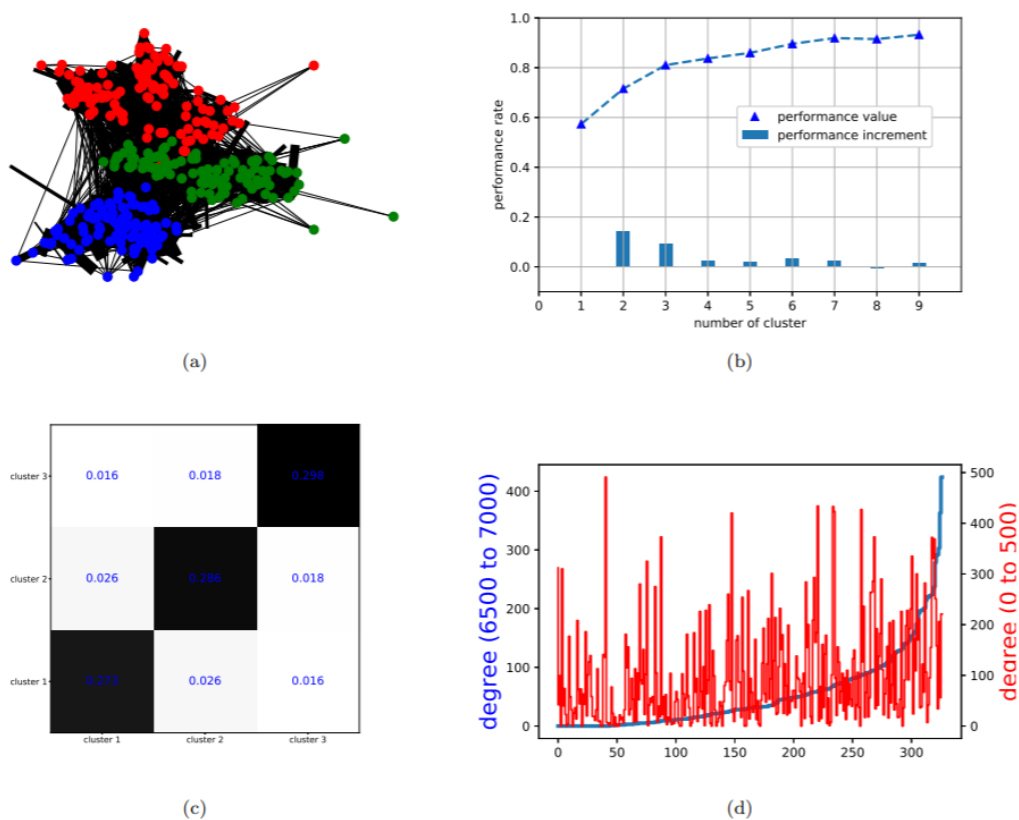 (a)
1.0
0.8
0.6
0.4
0.2
0.0
performance rate
performance value
performance increment
0 1 2 3 4 5 6 7 8 9
number of cluster
(b)
cluster 3
cluster 2
cluster 1
0.016 0.018 0.298
0.026 0.286 0.018
0.273 0.026 0.016
cluster 1 cluster 2 cluster 3
(c)
degree (6500 to 7000)
400
300
200
100
0
500
400
300
200
100
0
degree (0 to 500)
0 50 100 150 200 250 300
(d)